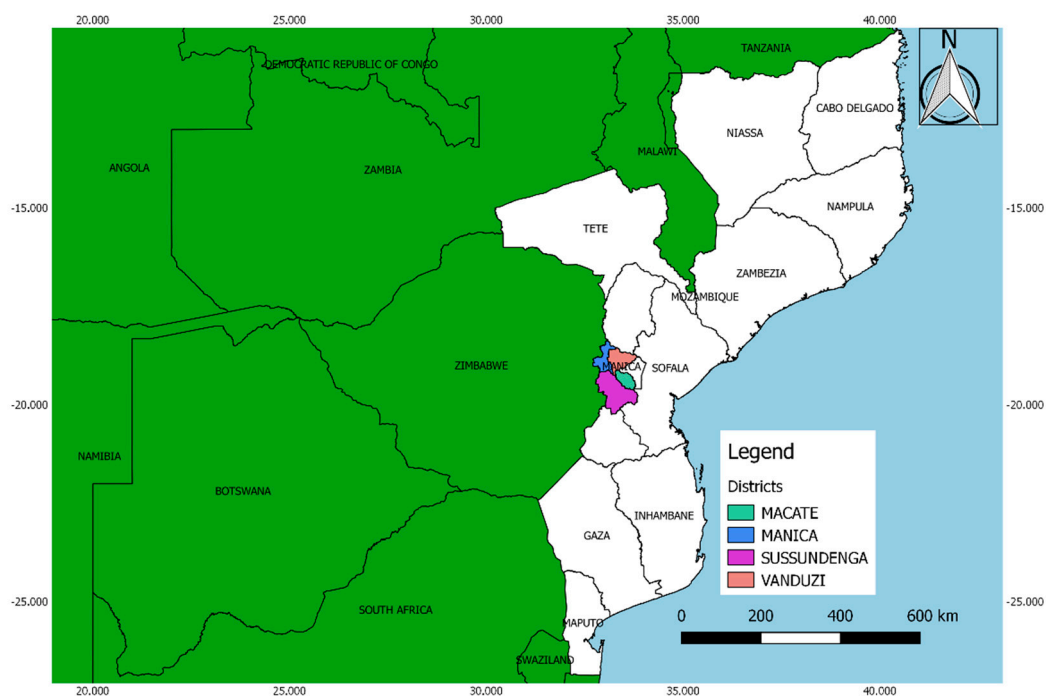 20.000 25.000 30.000 35.000 40.000
N
TANZANIA
DEMOCRATIC REPUBLIC OF CONGO
CABO DELGADO
NIASSA
MALAWI
ANGOLA
ZAMBIA
-15.000 -15.000
NAMPULA
TETE
ZAMBEZIA
MOZAMBIQUE
ZIMBABWE
MANICA
SOFALA
-20.000 -20.000
NAMIBIA
BOTSWANA
INHAMBANE
GAZA
Legend
Districts
MACATE
MANICA
SUSSUNDENGA
VANDUZI
-25.000 -25.000
SOUTH AFRICA
MAPUTO
0 200 400 600 km
SWAZILAND
20.000 25.000 30.000 35.000 40.000